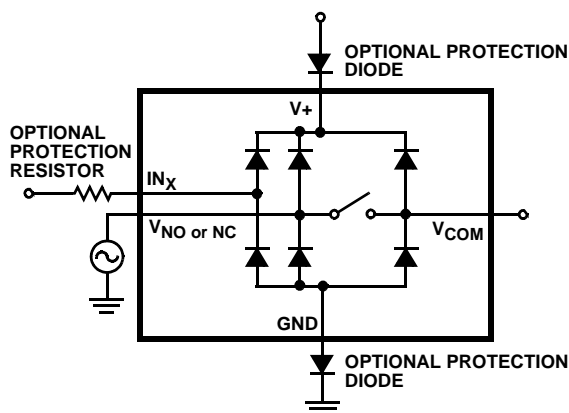 OPTIONAL PROTECTION
DIODE
V+
OPTIONAL
PROTECTION
RESISTOR
INX
VNO or NC
VCOM
GND
OPTIONAL PROTECTION
DIODE